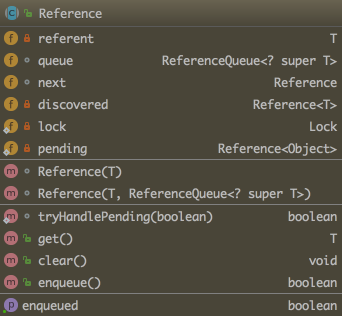 C Reference
f referent T
f queue ReferenceQueue<? super T>
f next Reference
f discovered Reference<T>
f lock Lock
f pending Reference<Object>
m Reference(T)
m Reference(T, ReferenceQueue<? super T>)
m tryHandlePending(boolean) boolean
m get() T
m clear() void
m enqueue() boolean
p enqueued boolean